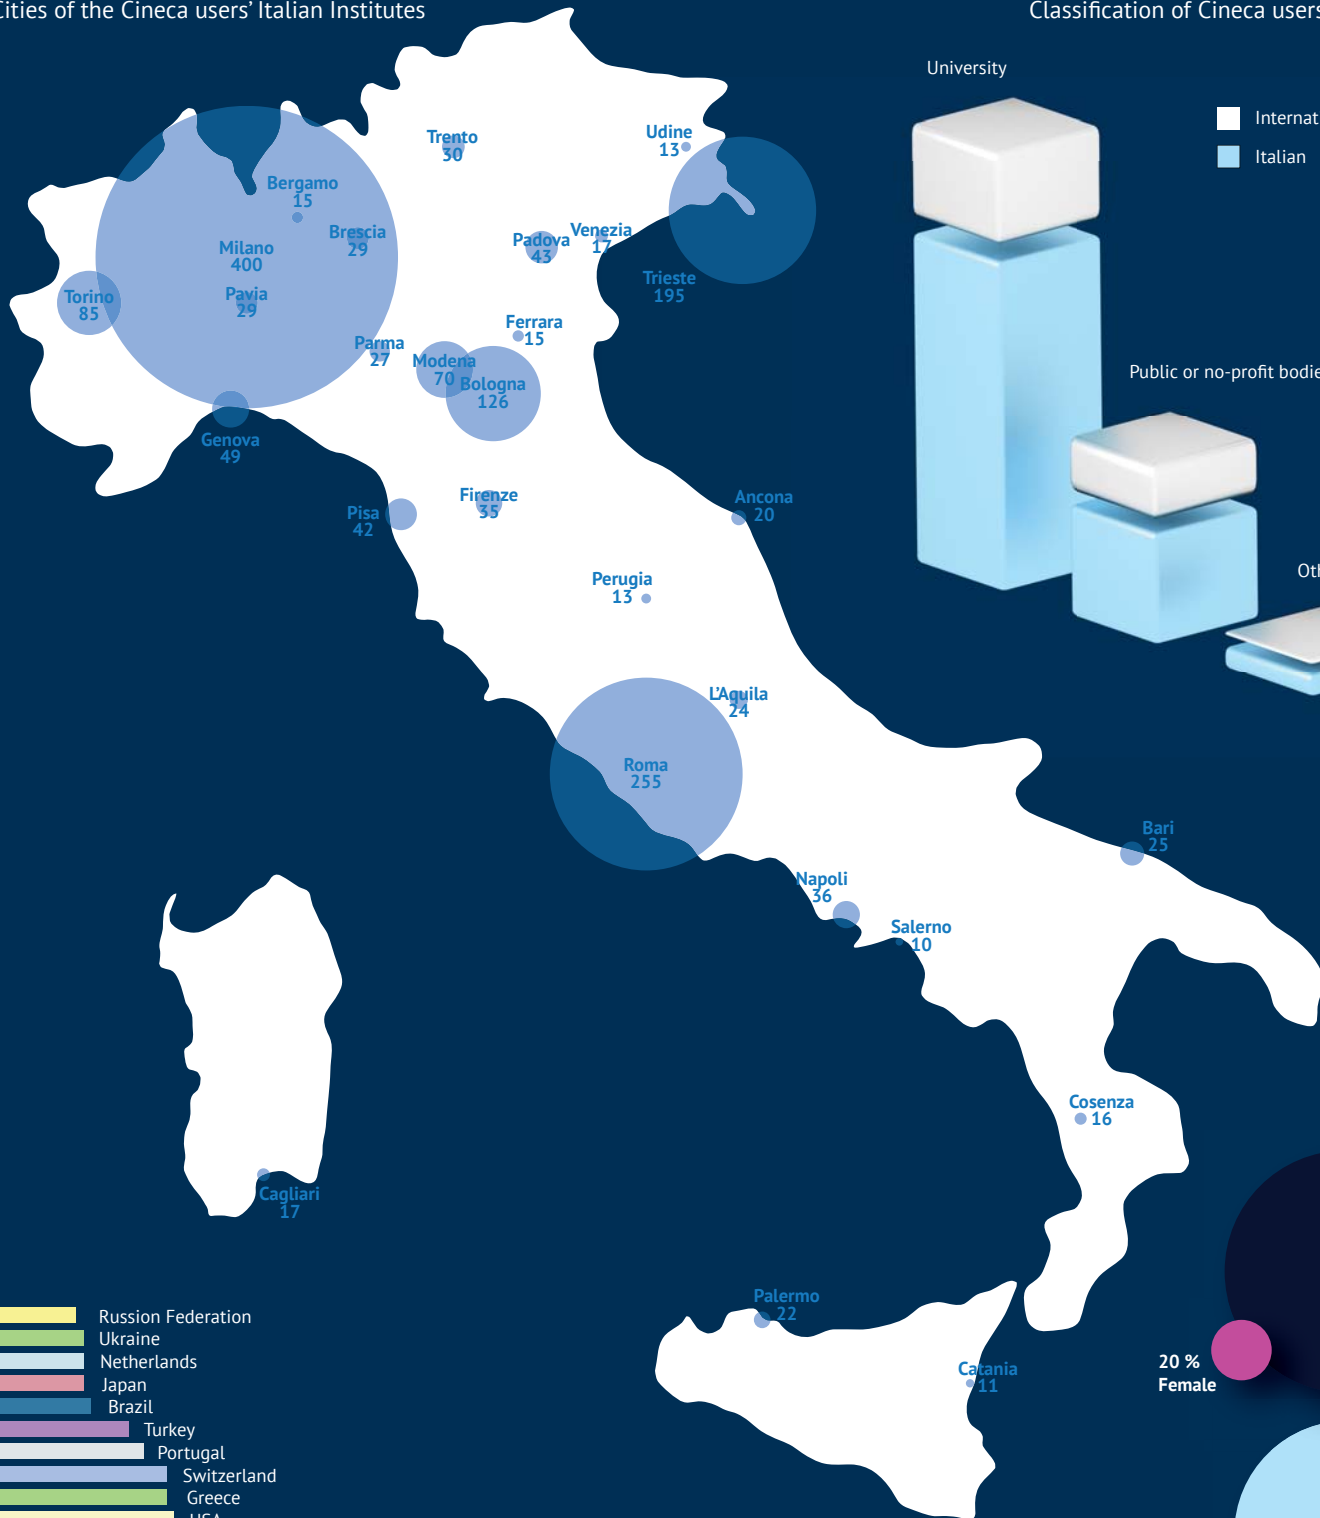 Cities of the Cineca users' Italian Institutes
Classification of Cineca users
University
Internat
Italian
Trento
30
Udine
13
Bergamo
15
Brescia
29
Milano
400
Padova
43
Venezia
17
Trieste
195
Torino
85
Pavia
29
Ferrara
15
Parma
27
Modena
70
Bologna
126
Public or no-profit bodie
Genova
49
Firenze
35
Pisa
42
Ancona
20
Perugia
13
Oth
L'Aquila
24
Roma
255
Bari
25
Napoli
36
Salerno
10
Cosenza
16
Cagliari
17
Palermo
22
Catania
11
20 %
Female
Russion Federation
Ukraine
Netherlands
Japan
Brazil
Turkey
Portugal
Switzerland
Greece
USA